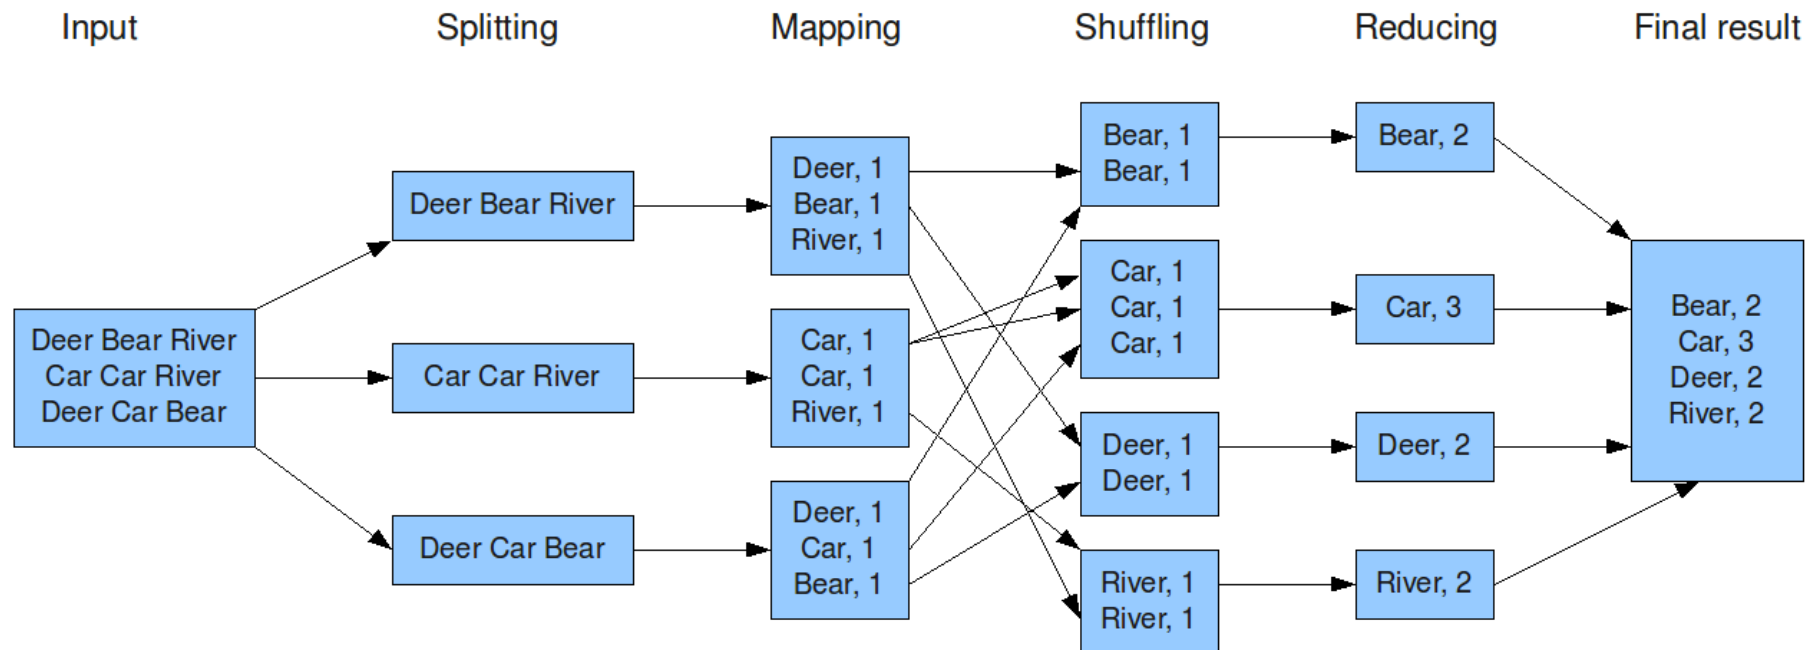 Input
Splitting
Mapping
Shuffling
Reducing
Final result
Deer Bear River
Car Car River
Deer Car Bear
Deer Bear River
Car Car River
Deer Car Bear
Deer, 1
Bear, 1
River, 1
Car, 1
Car, 1
River, 1
Deer, 1
Car, 1
Bear, 1
Bear, 1
Bear, 1
Car, 1
Car, 1
Car, 1
Deer, 1
Deer, 1
River, 1
River, 1
Bear, 2
Car, 3
Deer, 2
River, 2
Bear, 2
Car, 3
Deer, 2
River, 2